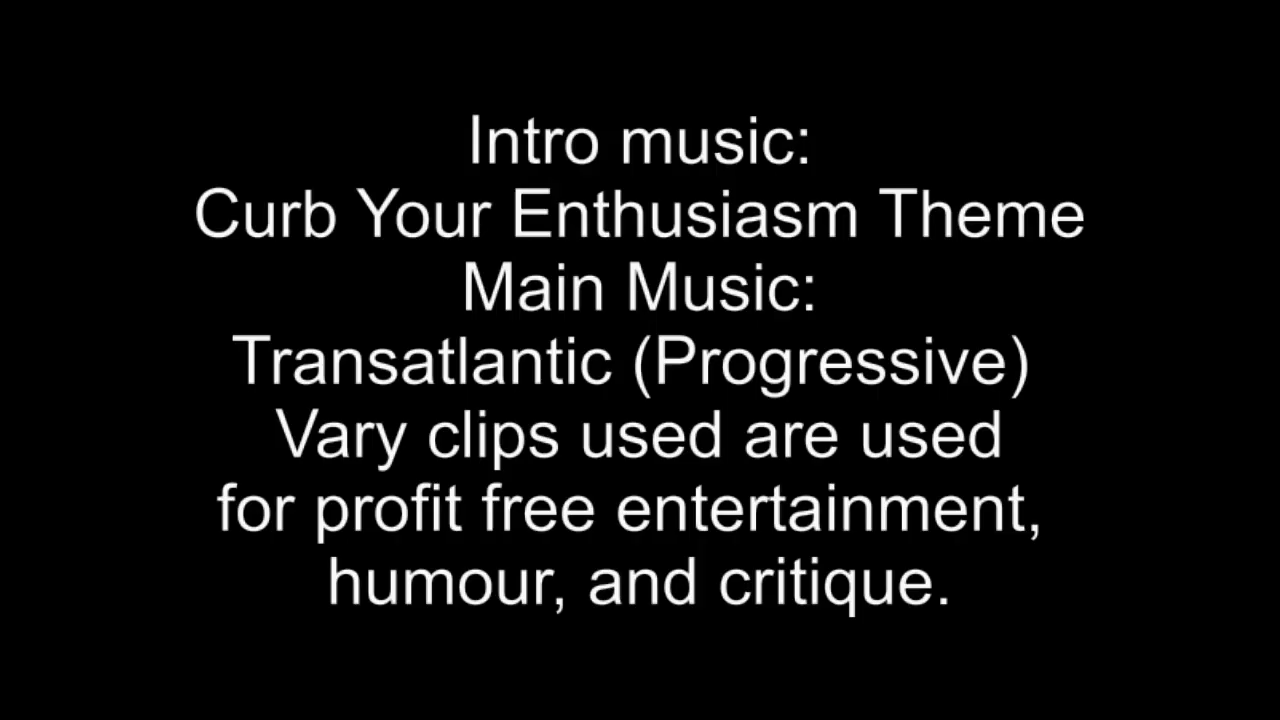 Intro music:
Curb Your Enthusiasm Theme
Main Music:
Transatlantic (Progressive)
Vary clips used are used
for profit free entertainment,
humour, and critique.